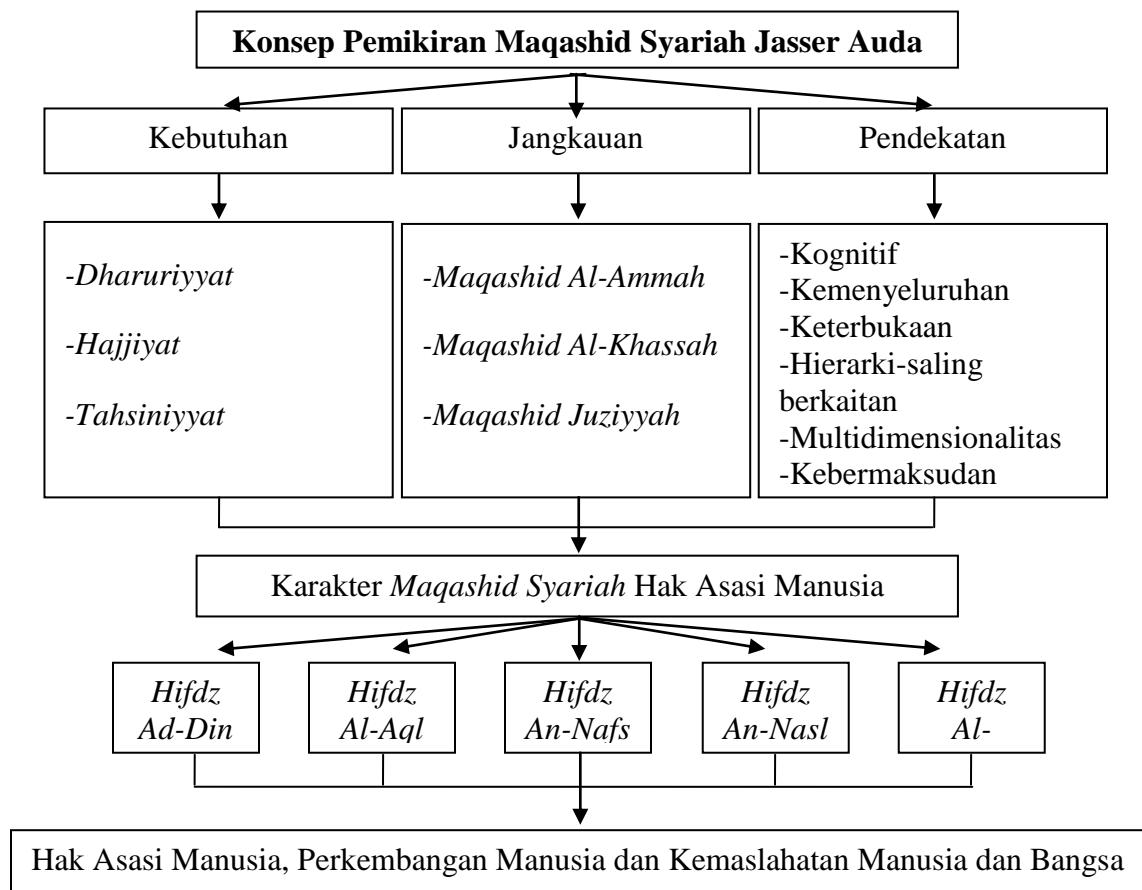 Konsep Pemikiran Maqashid Syariah Jasser Auda
Kebutuhan
Jangkauan
Pendekatan
-Dharuriyyat
-Hajjiyat
-Tahsiniyyat
-Maqashid Al-Ammah
-Maqashid Al-Khassah
-Maqashid Juziyyah
-Kognitif
-Kemenyeluruhan
-Keterbukaan
-Hierarki-saling
berkaitan
-Multidimensionalitas
-Kebermaksudan
Karakter Maqashid Syariah Hak Asasi Manusia
Hifdz
Ad-Din
Hifdz
Al-Aql
Hifdz
An-Nafs
Hifdz
An-Nasl
Hifdz
Al-
Hak Asasi Manusia, Perkembangan Manusia dan Kemaslahatan Manusia dan Bangsa